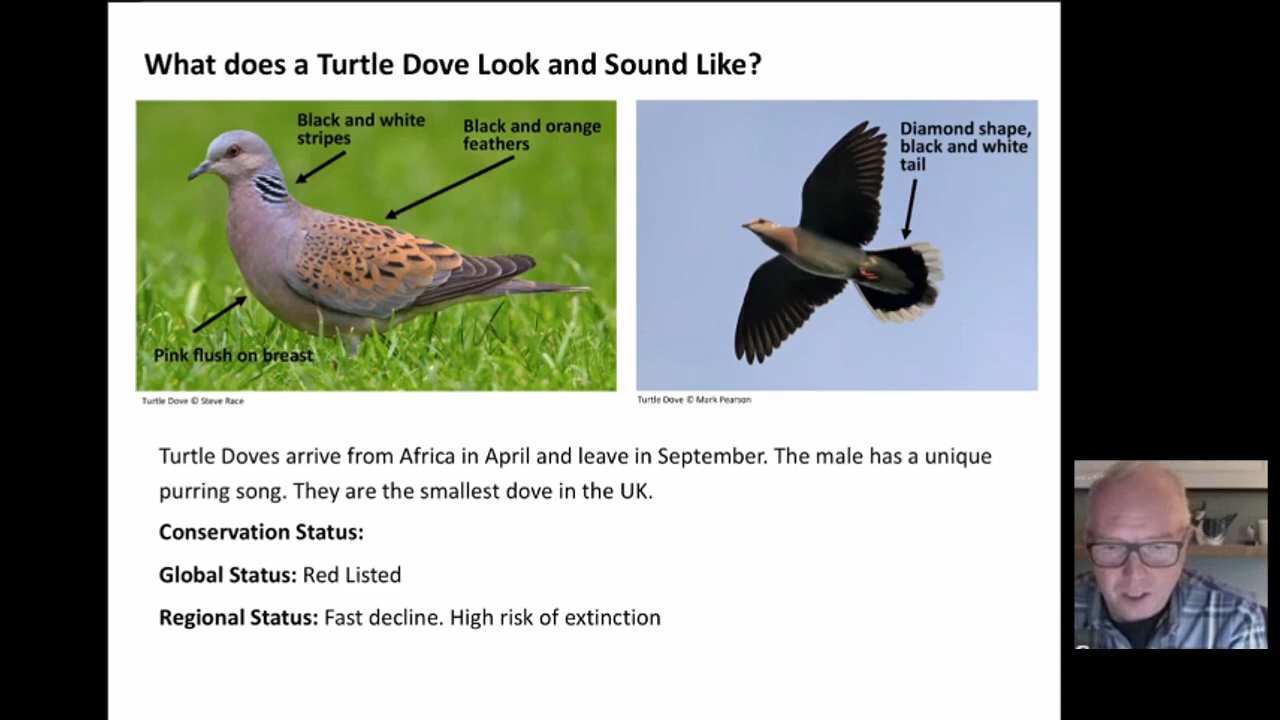 What does a Turtle Dove Look and Sound Like?
Black and white
stripes
Black and orange
feathers
Pink flush on breast
Diamond shape,
black and white
tail
Turtle Dove © Steve Race
Turtle Dove © Mark Pearson
Turtle Doves arrive from Africa in April and leave in September. The male has a unique
purring song. They are the smallest dove in the UK.
Conservation Status:
Global Status: Red Listed
Regional Status: Fast decline. High risk of extinction